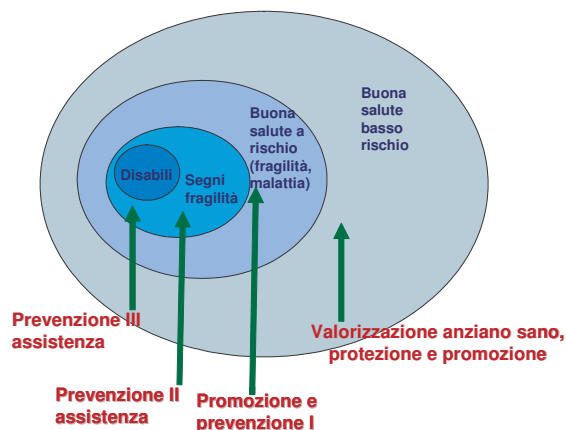 Buona
salute
basso
rischio
Buona
salute a
rischio
(fragilità,
malattia)
Disabili
Segni
fragilità
Prevenzione III
assistenza
Valorizzazione anziano sano,
protezione e promozione
Prevenzione II
assistenza
Promozione e
prevenzione I